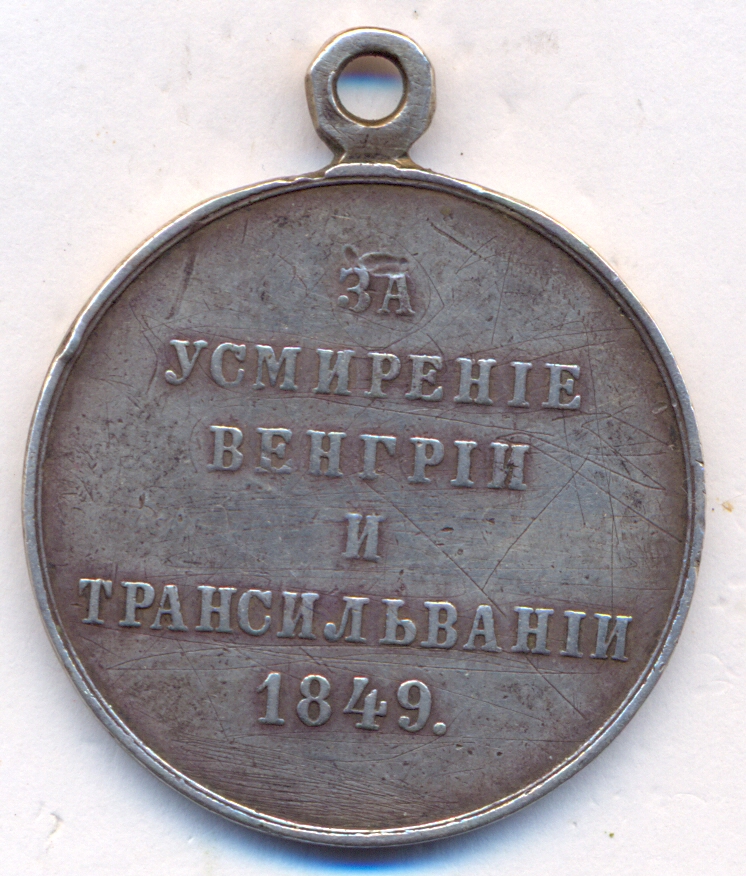 ЗА
УСМИРЕНІЕ
ВЕНГРІИ
И
ТРАНСИЛЬВАНІИ
1849.